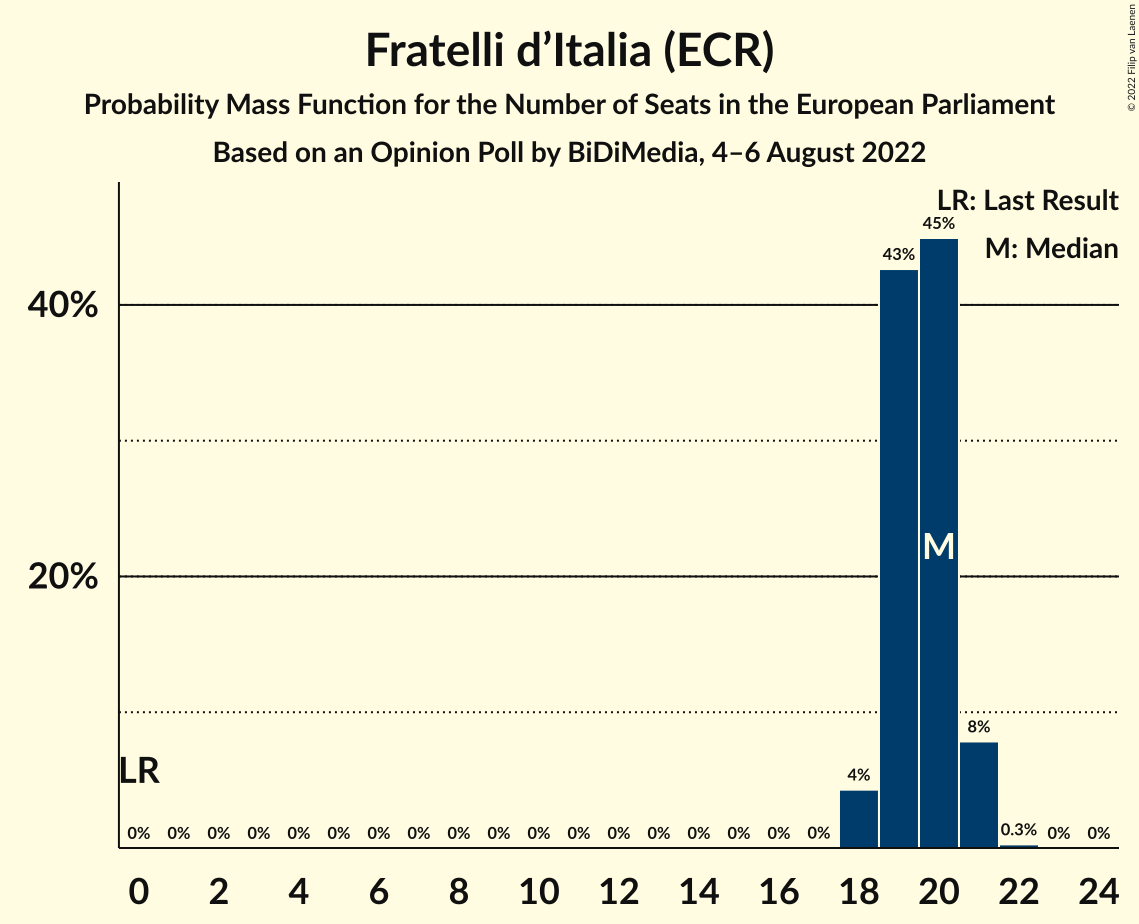 Fratelli d’Italia (ECR)
Probability Mass Function for the Number of Seats in the European Parliament
Based on an Opinion Poll by BiDiMedia, 4–6 August 2022
© 2022 Filip van Laenen
LR: Last Result
M: Median
40%
20%
LR
M
0% 0% 0% 0% 0% 0% 0% 0% 0% 0% 0% 0% 0% 0% 0% 0% 0% 0% 4% 43% 45% 8% 0.3% 0% 0%
0 2 4 6 8 10 12 14 16 18 20 22 24